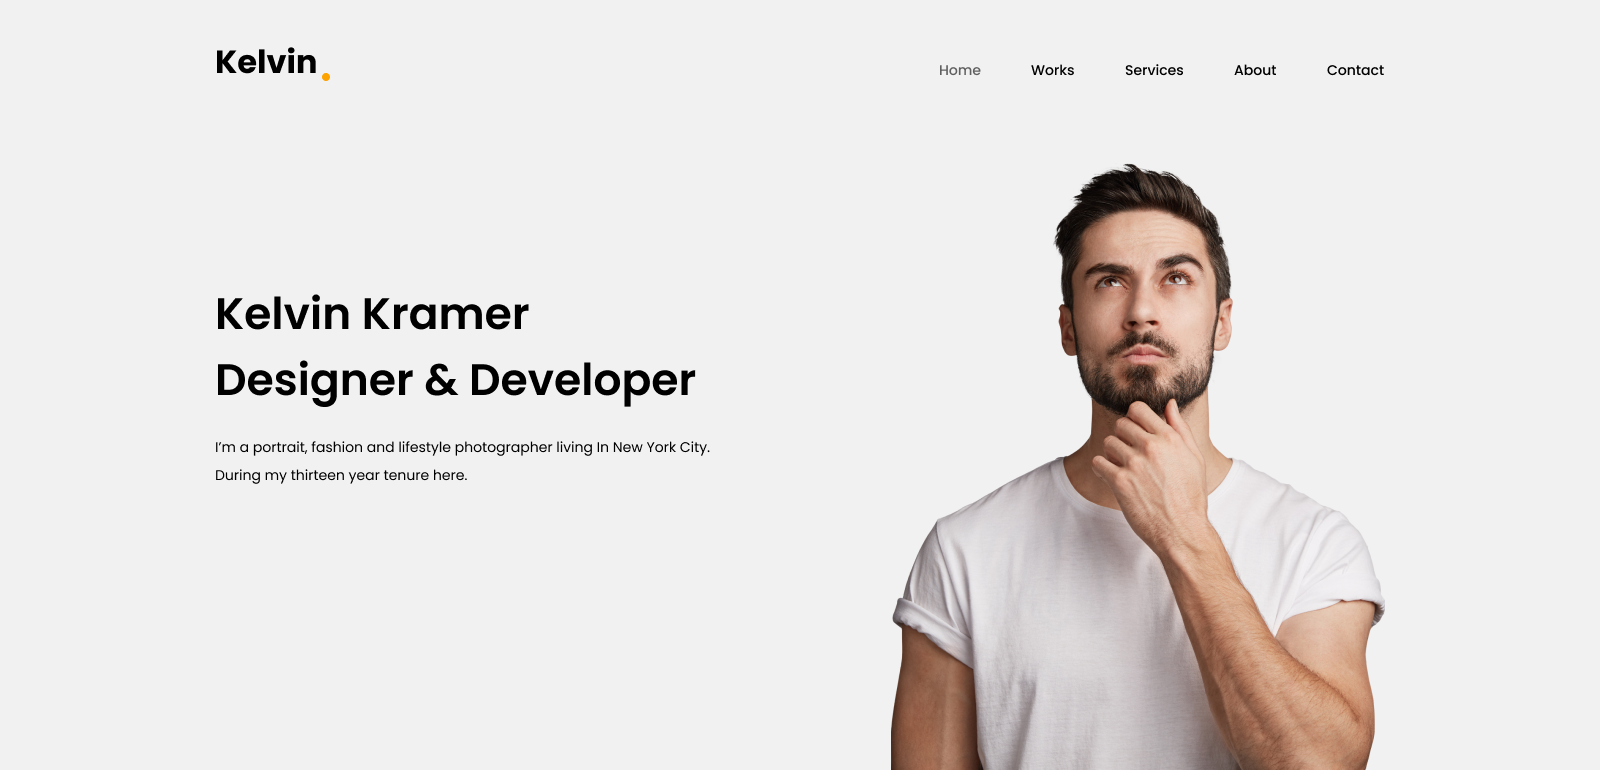 Kelvin.
Home Works Services About Contact
Kelvin Kramer
Designer & Developer
I’m a portrait, fashion and lifestyle photographer living In New York City.
During my thirteen year tenure here.